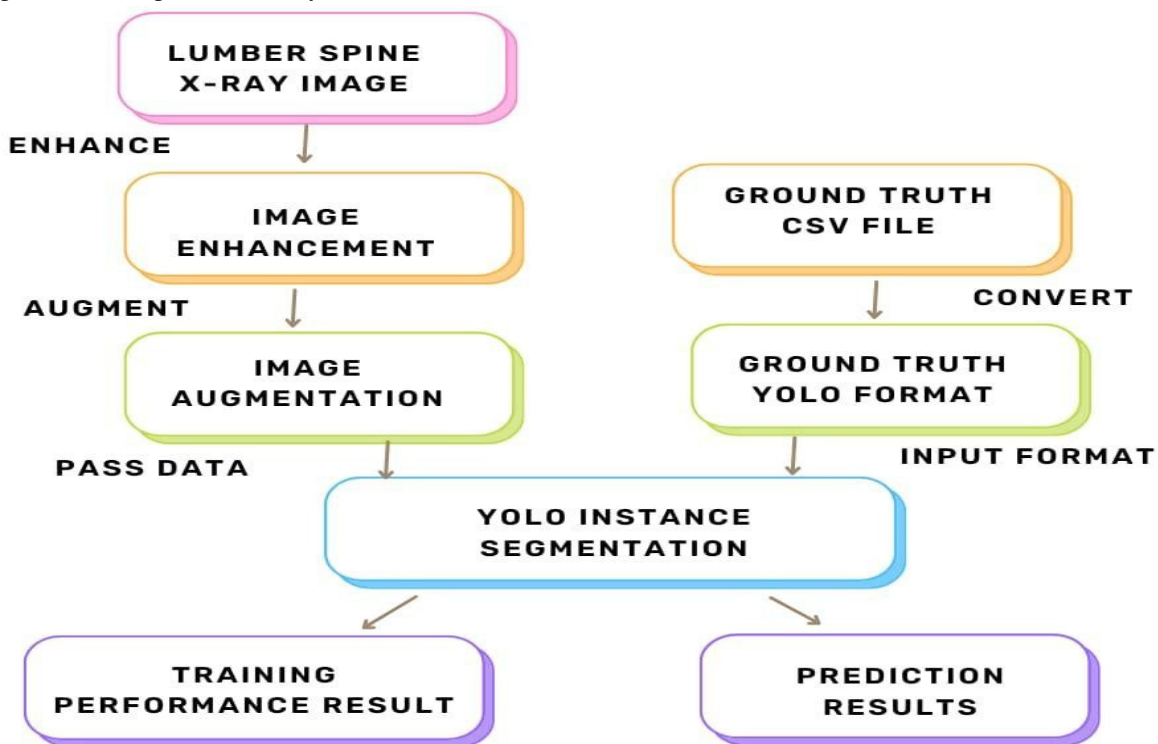 LUMBER SPINE
X-RAY IMAGE
ENHANCE
IMAGE
ENHANCEMENT
GROUND TRUTH
CSV FILE
AUGMENT
CONVERT
IMAGE
AUGMENTATION
GROUND TRUTH
YOLO FORMAT
PASS DATA
INPUT FORMAT
YOLO INSTANCE
SEGMENTATION
TRAINING
PERFORMANCE RESULT
PREDICTION
RESULTS